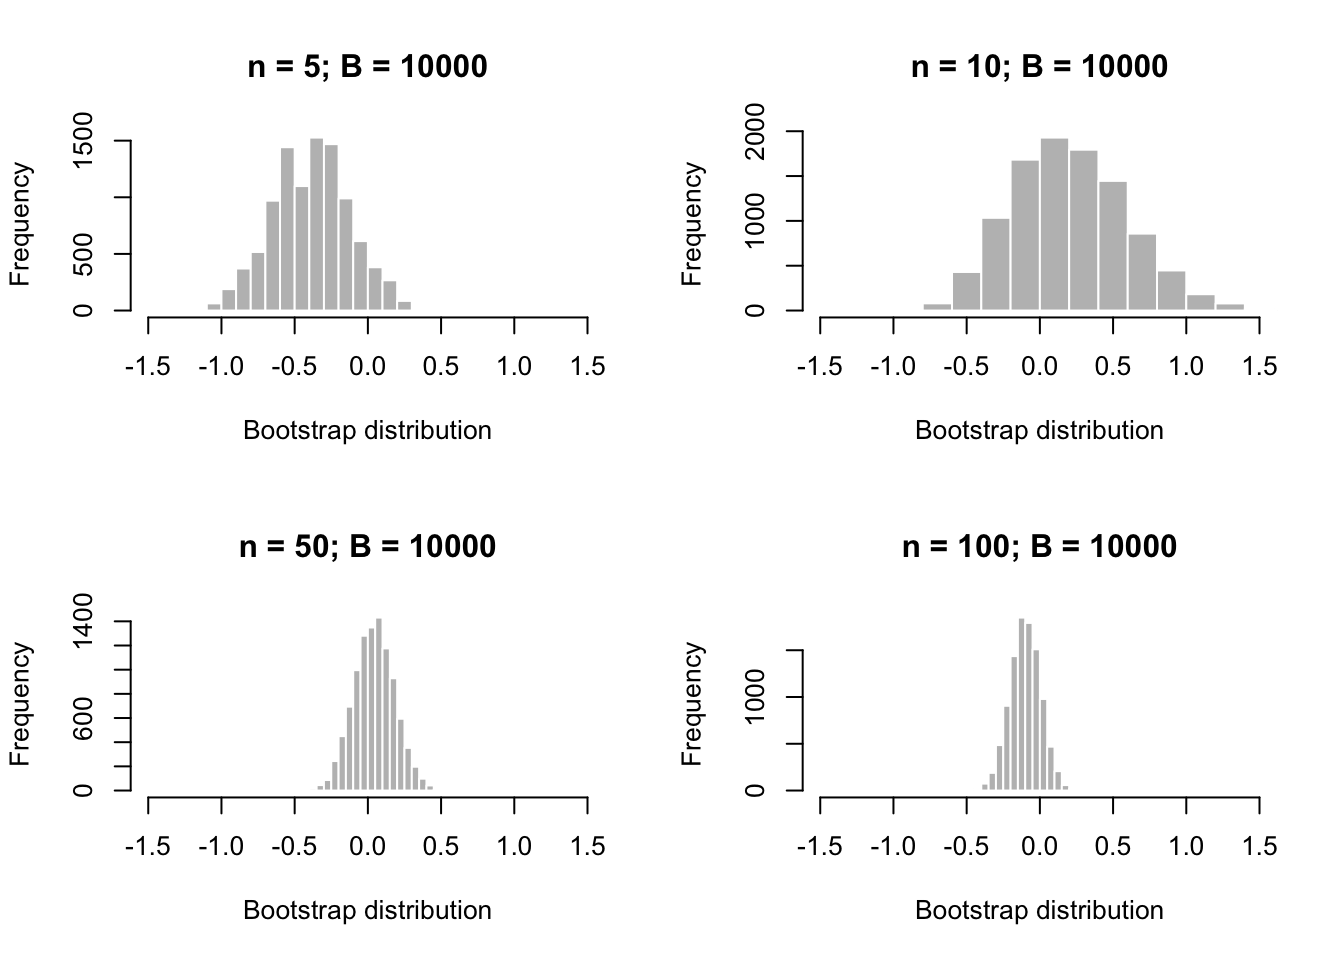 n = 5; B = 10000
Frequency
1500
500
0
-1.5 -1.0 -0.5 0.0 0.5 1.0 1.5
Bootstrap distribution
n = 10; B = 10000
Frequency
2000
1000
0
-1.5 -1.0 -0.5 0.0 0.5 1.0 1.5
Bootstrap distribution
n = 50; B = 10000
Frequency
1400
600
0
-1.5 -1.0 -0.5 0.0 0.5 1.0 1.5
Bootstrap distribution
n = 100; B = 10000
Frequency
1000
0
-1.5 -1.0 -0.5 0.0 0.5 1.0 1.5
Bootstrap distribution